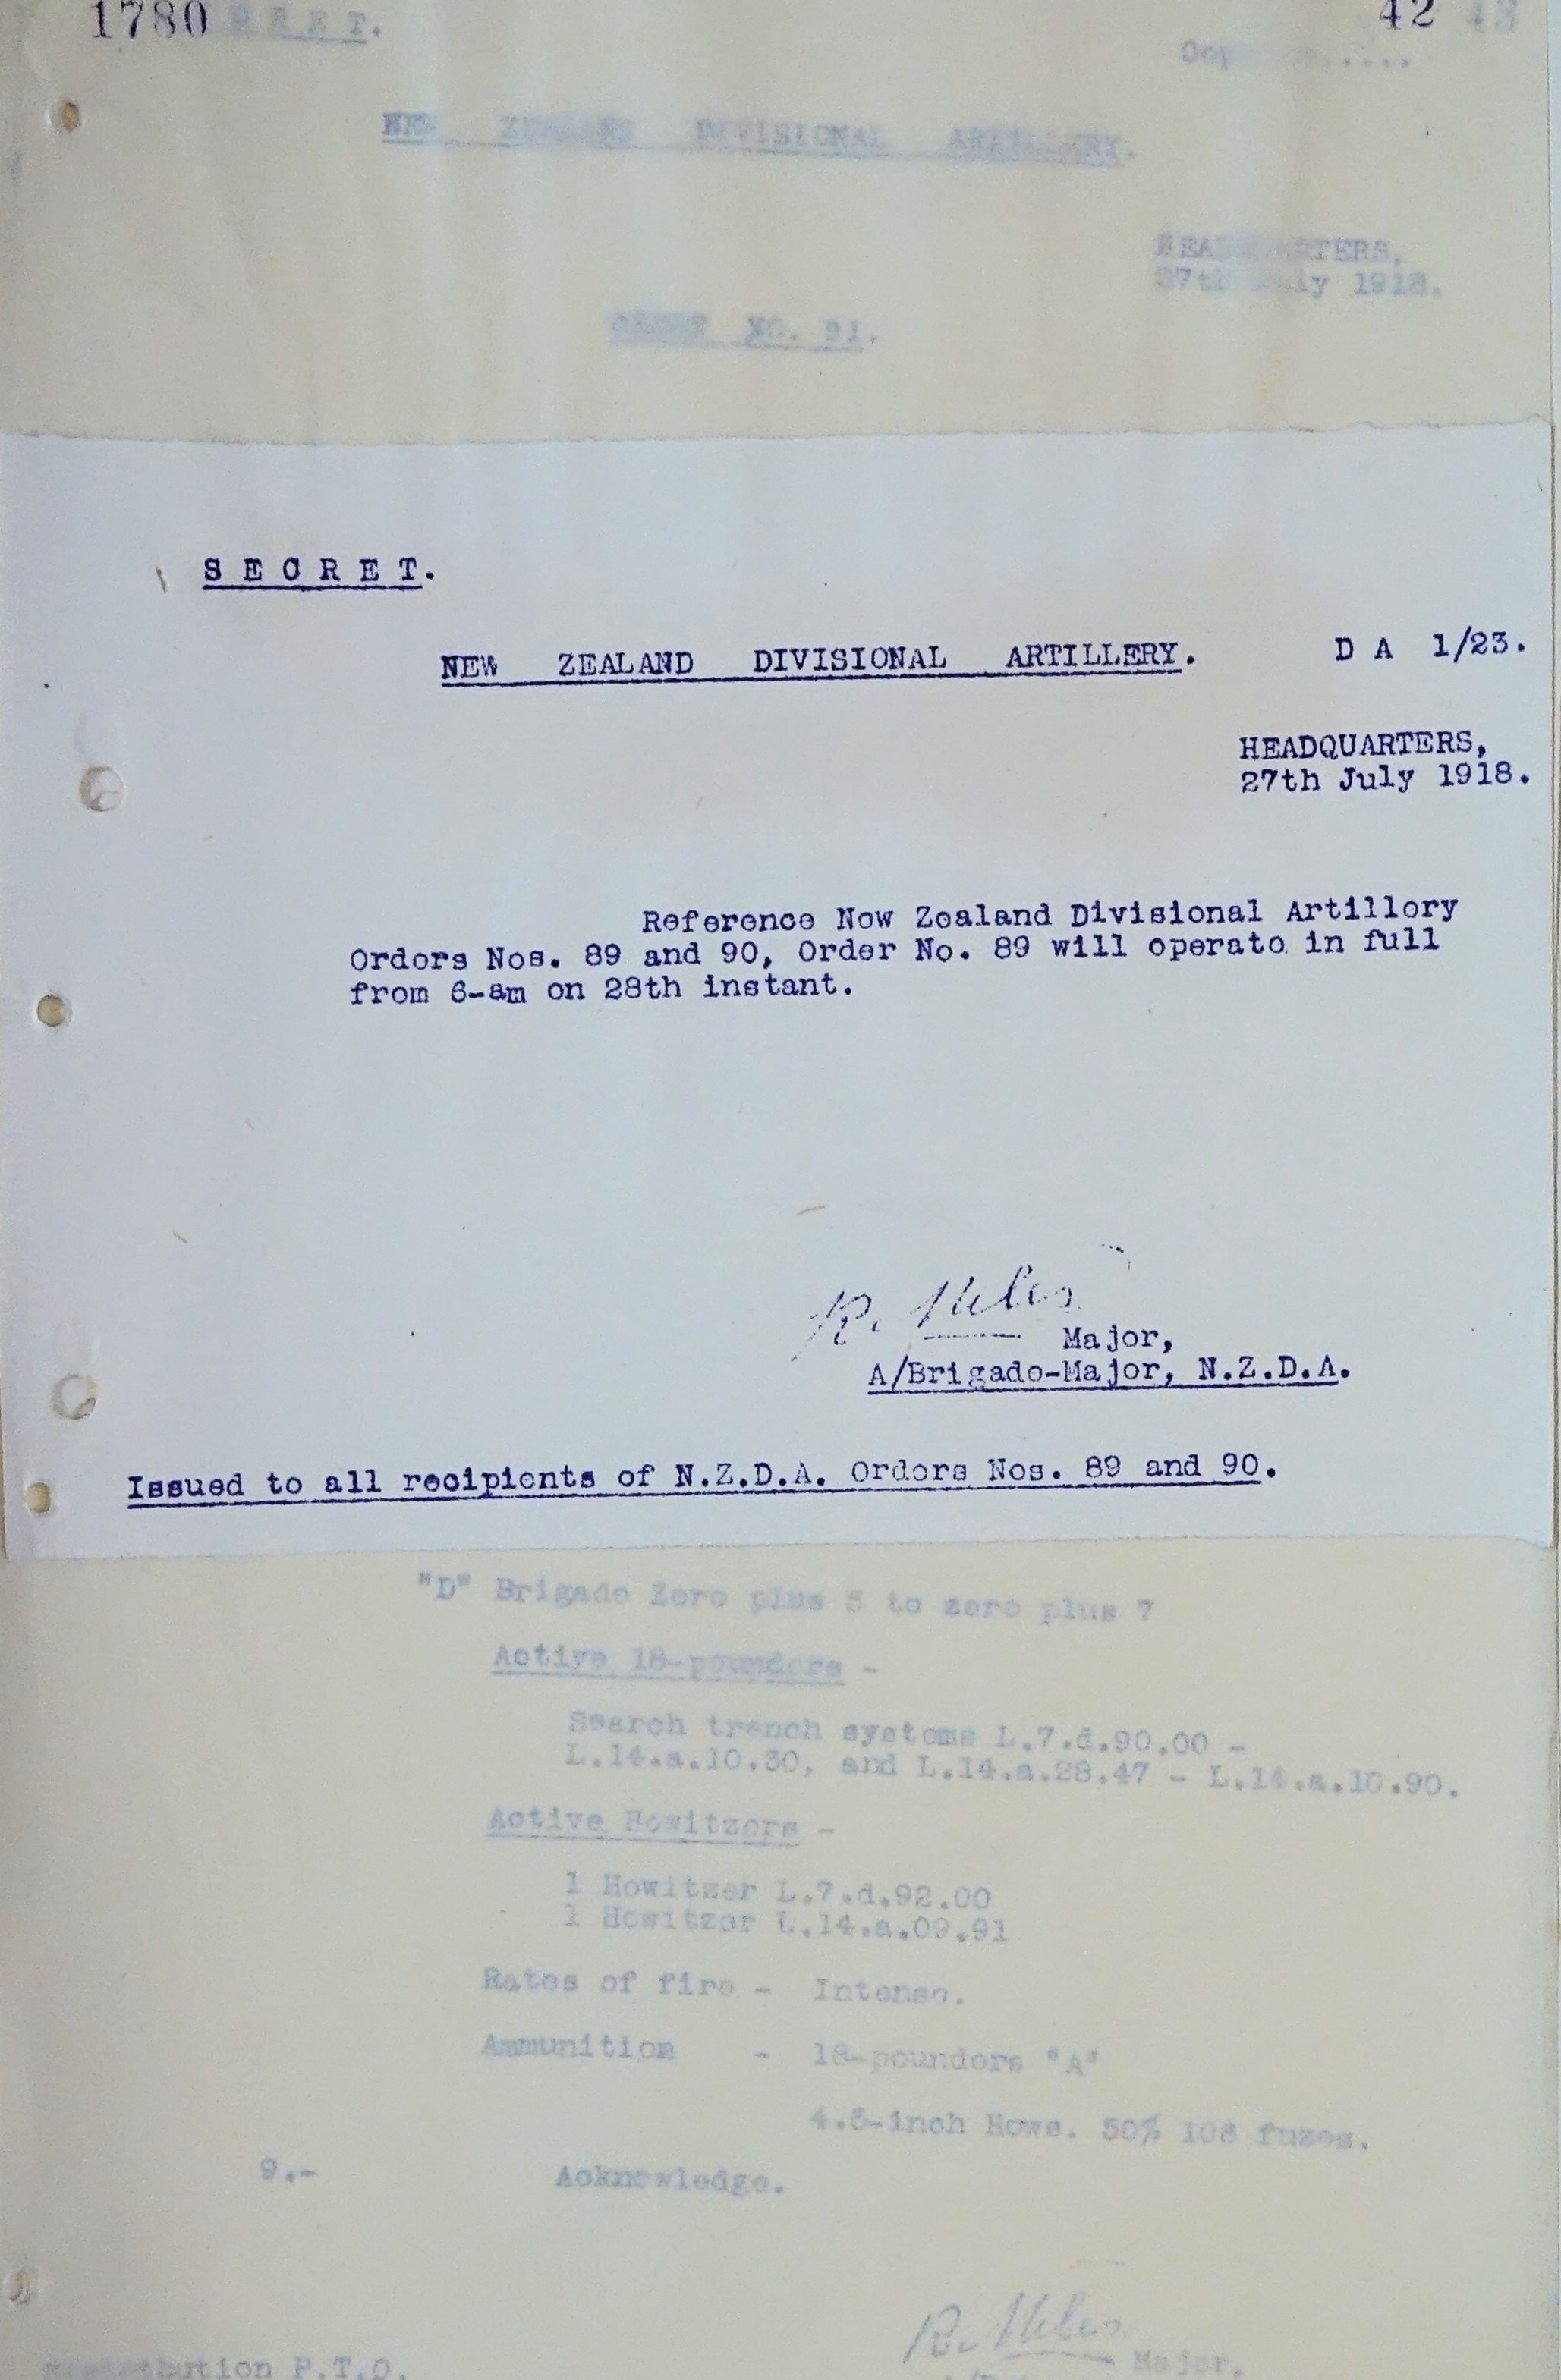 1780
42
NEW ZEALAND DIVISIONAL ARTILLERY.
HEADQUARTERS,
27th July 1918.
ORDER NO. 91.
SECRET.
NEW ZEALAND DIVISIONAL ARTILLERY. D A 1/23.
HEADQUARTERS,
27th July 1918.
Reference New Zealand Divisional Artillery
Orders Nos. 89 and 90, Order No. 89 will operate in full
from 6-am on 28th instant.
R. Miles
Major,
A/Brigade-Major, N.Z.D.A.
Issued to all recipients of N.Z.D.A. Orders Nos. 89 and 90.
"D" Brigade Zero plus 5 to zero plus 7
Active 18-pounders -
Search trench systems L.7.d.90.00 -
L.14.a.10.30, and L.14.a.28.47 - L.14.a.10.90.
Active Howitzers -
1 Howitzer L.7.d.92.00
1 Howitzer L.14.a.09.91
Rates of fire - Intense.
Ammunition - 18-pounders "A"
4.5-inch Hows. 50% 106 fuzes.
9.- Acknowledge.
R. Miles
Major,
P.T.O.